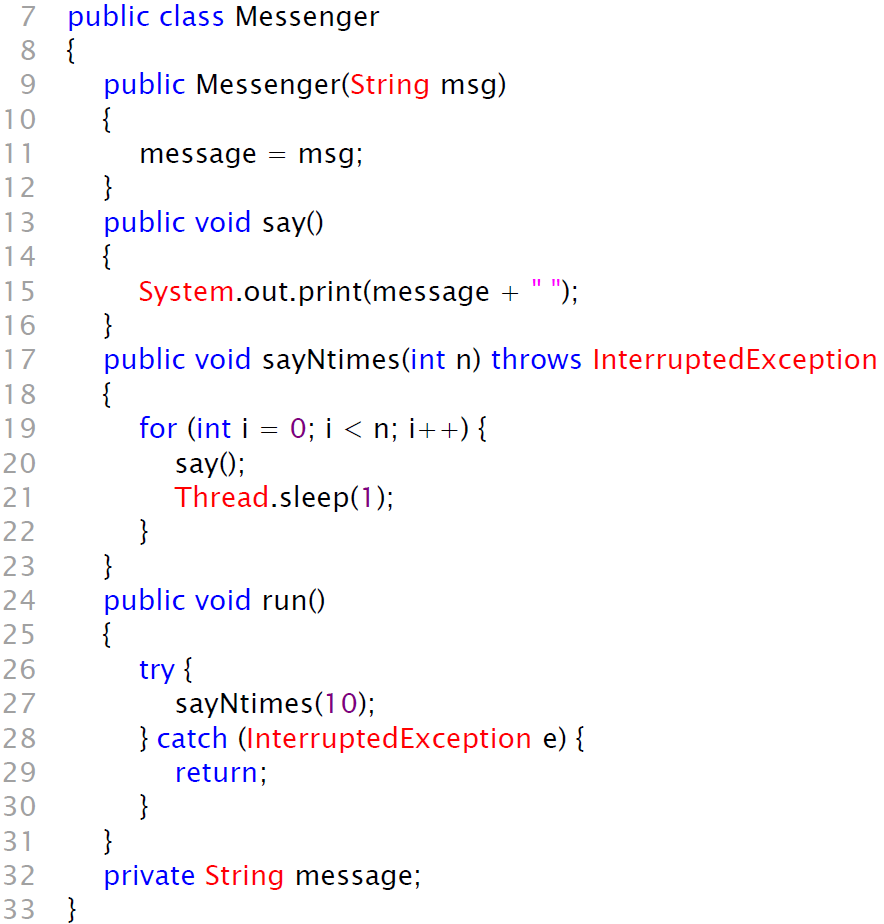 7 public class Messenger
8 {
9 public Messenger(String msg)
10 {
11 message = msg;
12 }
13 public void say()
14 {
15 System.out.print(message + " ");
16 }
17 public void sayNtimes(int n) throws InterruptedException
18 {
19 for (int i = 0; i < n; i++) {
20 say();
21 Thread.sleep(1);
22 }
23 }
24 public void run()
25 {
26 try {
27 sayNtimes(10);
28 } catch (InterruptedException e) {
29 return;
30 }
31 }
32 private String message;
33 }